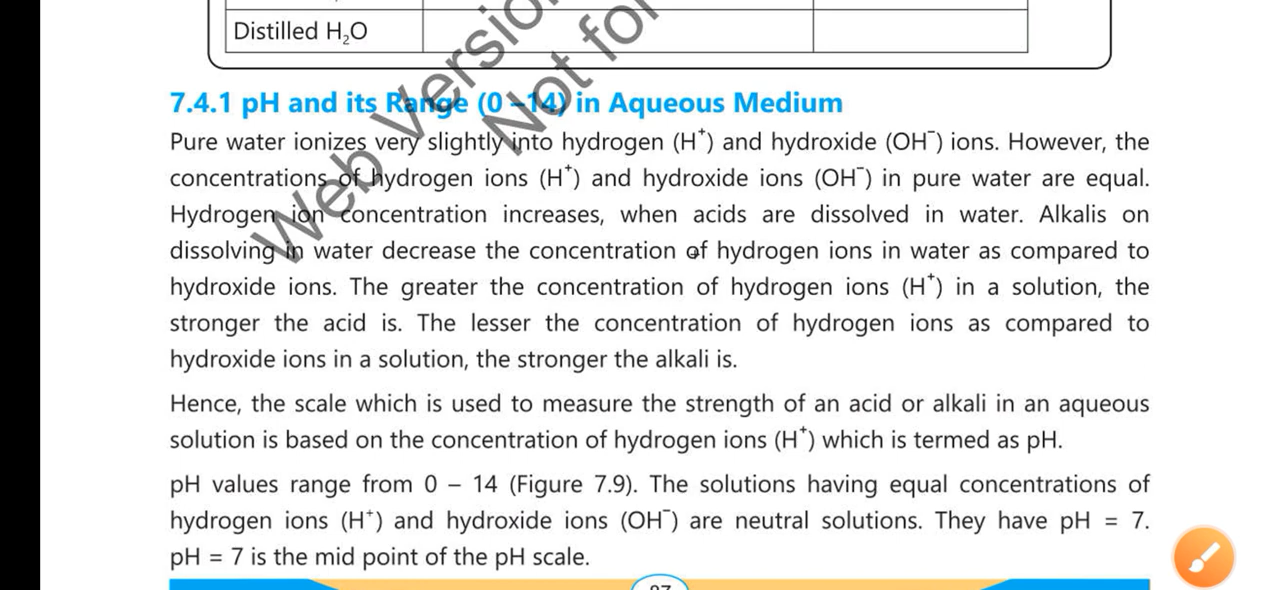 Distilled H₂O
7.4.1 pH and its Range (0 –14) in Aqueous Medium
Pure water ionizes very slightly into hydrogen (H⁺) and hydroxide (OH⁻) ions. However, the
concentrations of hydrogen ions (H⁺) and hydroxide ions (OH⁻) in pure water are equal.
Hydrogen ion concentration increases, when acids are dissolved in water. Alkalis on
dissolving in water decrease the concentration of hydrogen ions in water as compared to
hydroxide ions. The greater the concentration of hydrogen ions (H⁺) in a solution, the
stronger the acid is. The lesser the concentration of hydrogen ions as compared to
hydroxide ions in a solution, the stronger the alkali is.
Hence, the scale which is used to measure the strength of an acid or alkali in an aqueous
solution is based on the concentration of hydrogen ions (H⁺) which is termed as pH.
pH values range from 0 – 14 (Figure 7.9). The solutions having equal concentrations of
hydrogen ions (H⁺) and hydroxide ions (OH⁻) are neutral solutions. They have pH = 7.
pH = 7 is the mid point of the pH scale.
Web Versio
Not for